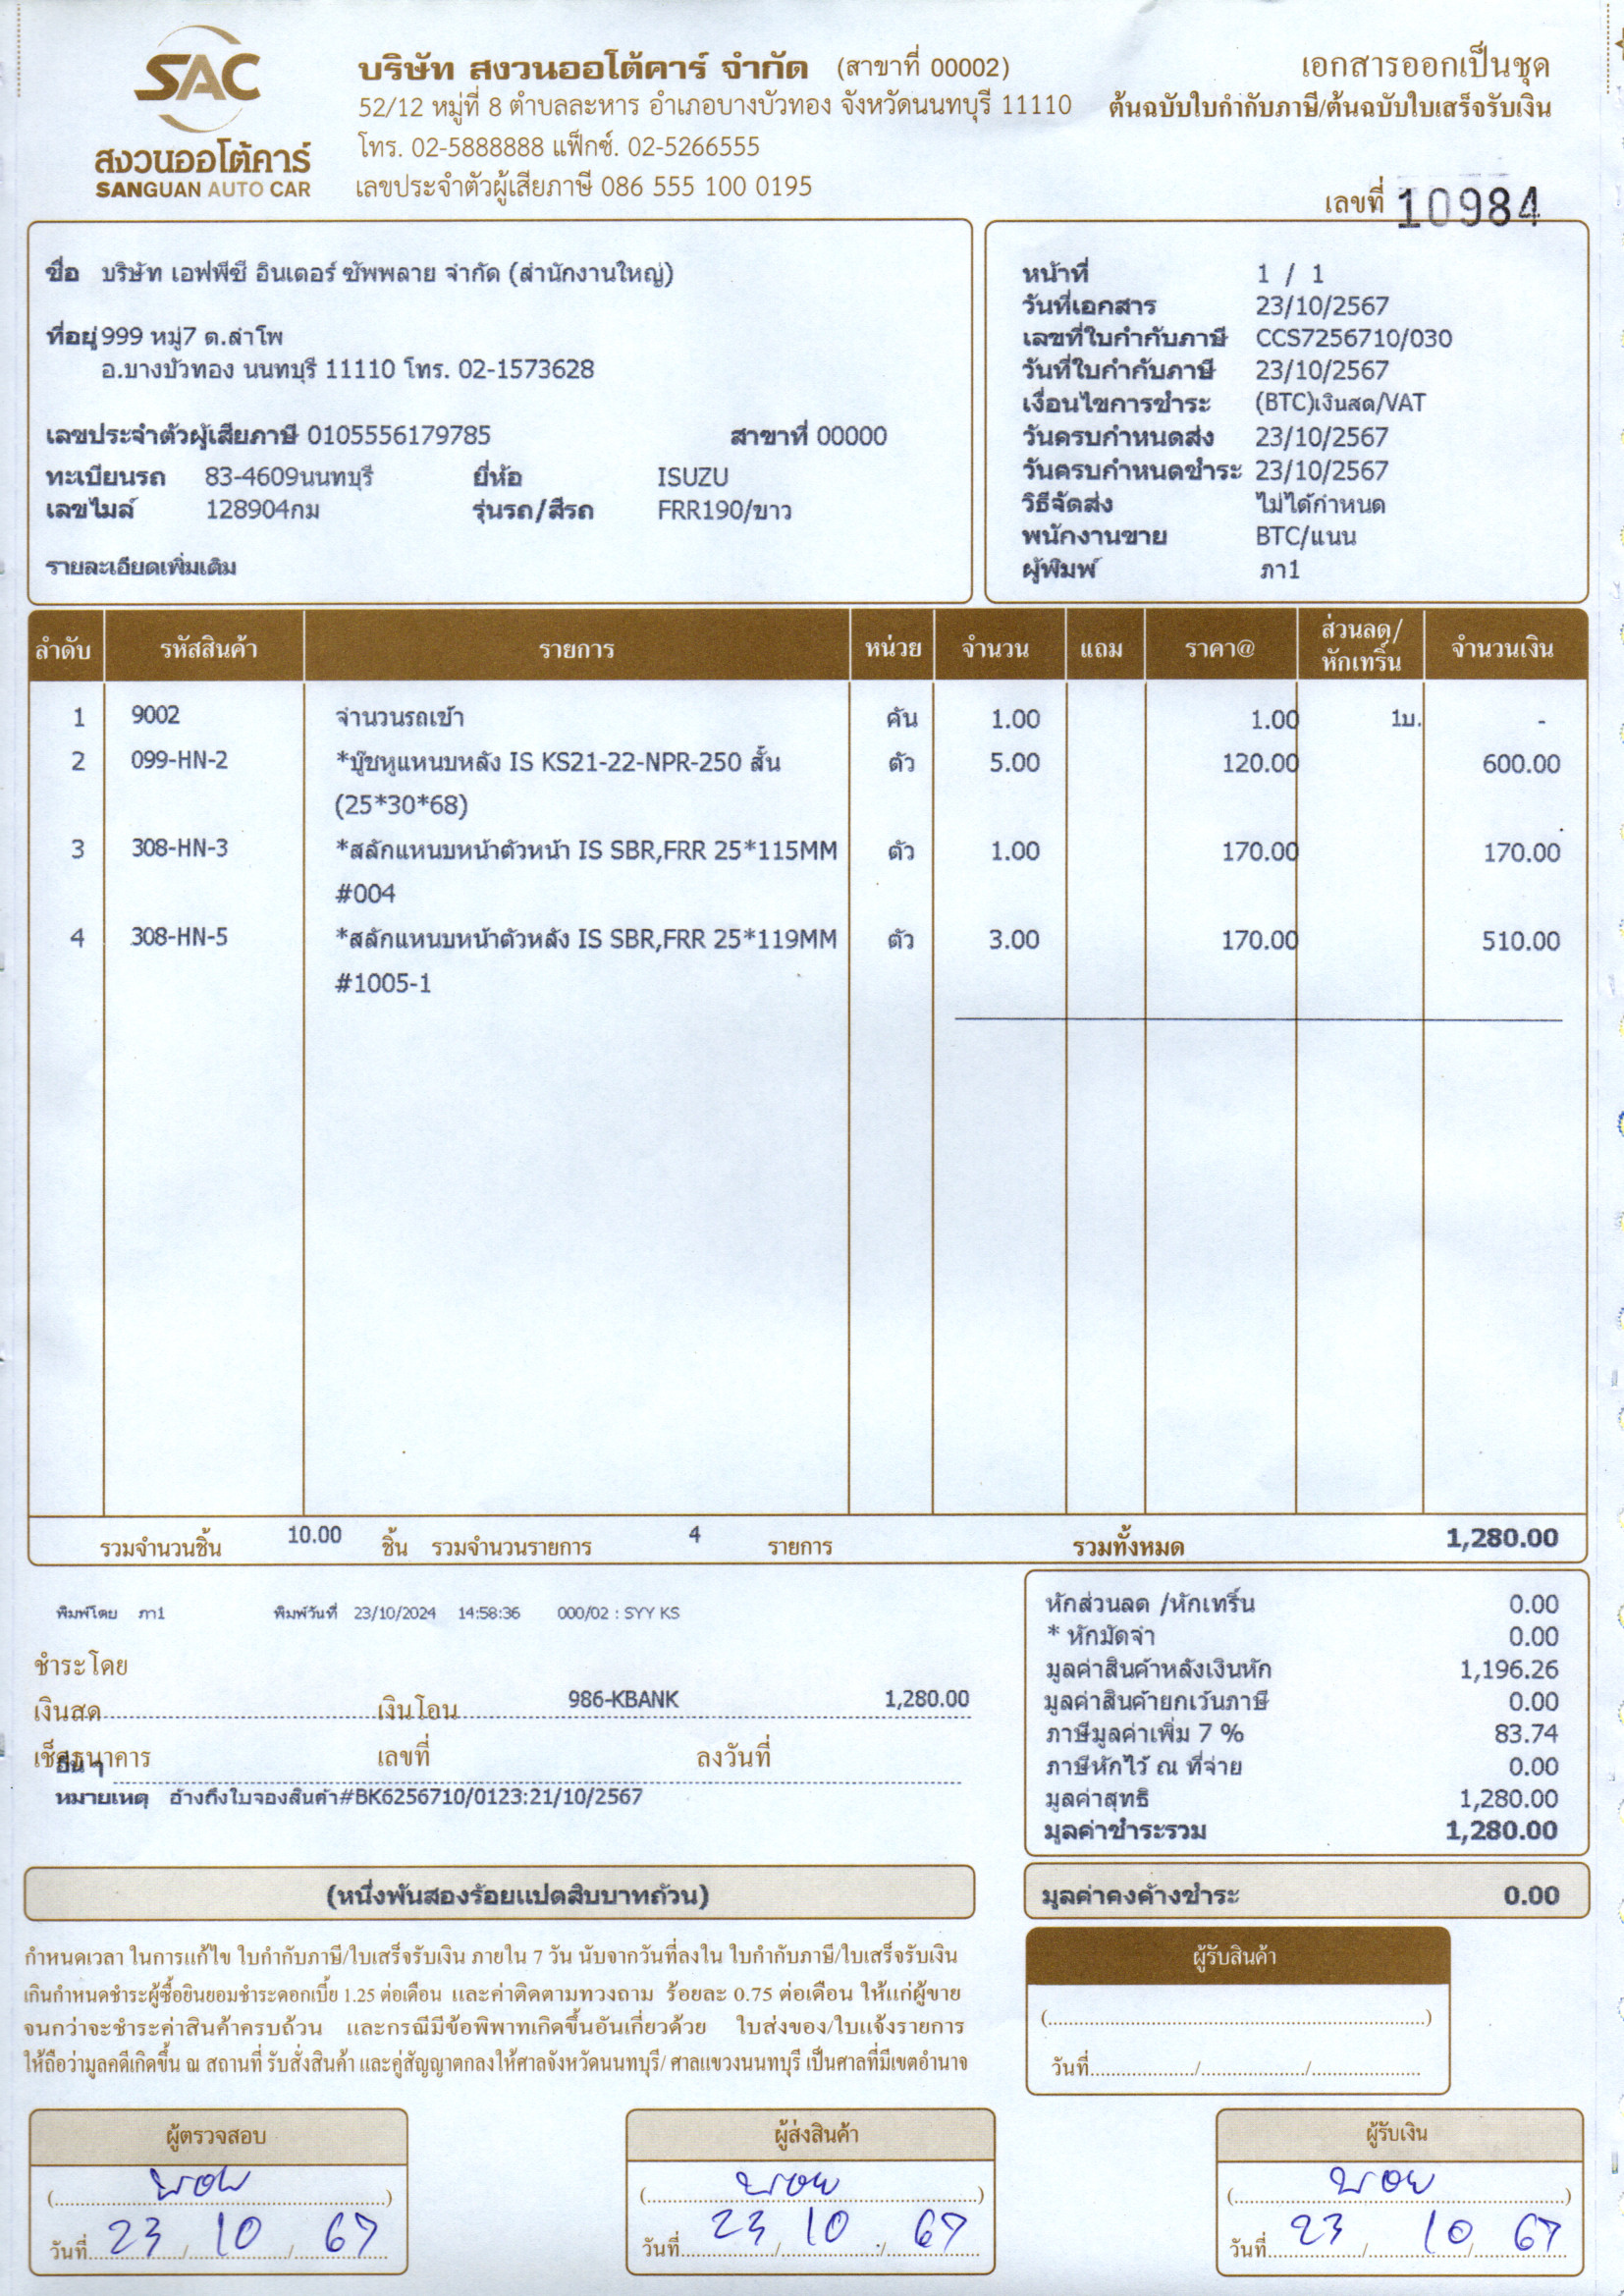 SAC
สงวนออโต้คาร์
SANGUAN AUTO CAR
บริษัท สงวนออโต้คาร์ จำกัด (สาขาที่ 00002)
52/12 หมู่ที่ 8 ตำบลละหาร อำเภอบางบัวทอง จังหวัดนนทบุรี 11110
โทร. 02-5888888 แฟ็กซ์. 02-5266555
เลขประจำตัวผู้เสียภาษี 086 555 100 0195
เอกสารออกเป็นชุด
ต้นฉบับใบกำกับภาษี/ต้นฉบับใบเสร็จรับเงิน
เลขที่ 10984
ชื่อ บริษัท เอฟพีซี อินเตอร์ ซัพพลาย จำกัด (สำนักงานใหญ่)
ที่อยู่ 999 หมู่7 ต.ลำโพ
อ.บางบัวทอง นนทบุรี 11110 โทร. 02-1573628
เลขประจำตัวผู้เสียภาษี 0105556179785 สาขาที่ 00000
ทะเบียนรถ 83-4609นนทบุรี ยี่ห้อ ISUZU
เลขไมล์ 128904กม รุ่นรถ/สีรถ FRR190/ขาว
รายละเอียดเพิ่มเติม
หน้าที่ 1 / 1
วันที่เอกสาร 23/10/2567
เลขที่ใบกำกับภาษี CCS7256710/030
วันที่ใบกำกับภาษี 23/10/2567
เงื่อนไขการชำระ (BTC)เงินสด/VAT
วันครบกำหนดส่ง 23/10/2567
วันครบกำหนดชำระ 23/10/2567
วิธีจัดส่ง ไม่ได้กำหนด
พนักงานขาย BTC/แนน
ผู้พิมพ์ ภา1
ลำดับ รหัสสินค้า รายการ หน่วย จำนวน แถม ราคา@ ส่วนลด/หักเทริ์น จำนวนเงิน
1 9002 จำนวนรถเข้า คัน 1.00 1.00 1บ. -
2 099-HN-2 *บู๊ชหูแหนบหลัง IS KS21-22-NPR-250 สั้น ตัว 5.00 120.00 600.00
(25*30*68)
3 308-HN-3 *สลักแหนบหน้าตัวหน้า IS SBR,FRR 25*115MM ตัว 1.00 170.00 170.00
#004
4 308-HN-5 *สลักแหนบหน้าตัวหลัง IS SBR,FRR 25*119MM ตัว 3.00 170.00 510.00
#1005-1
รวมจำนวนชิ้น 10.00 ชิ้น รวมจำนวนรายการ 4 รายการ รวมทั้งหมด 1,280.00
พิมพ์โดย ภา1 พิมพ์วันที่ 23/10/2024 14:58:36 000/02 : SYY KS
ชำระโดย
เงินสด เงินโอน 986-KBANK 1,280.00
เช็คธนาคาร เลขที่ ลงวันที่
อื่น ๆ
หมายเหตุ อ้างถึงใบจองสินค้า#BK6256710/0123:21/10/2567
หักส่วนลด /หักเทริ์น 0.00
* หักมัดจำ 0.00
มูลค่าสินค้าหลังเงินหัก 1,196.26
มูลค่าสินค้ายกเว้นภาษี 0.00
ภาษีมูลค่าเพิ่ม 7 % 83.74
ภาษีหักไว้ ณ ที่จ่าย 0.00
มูลค่าสุทธิ 1,280.00
มูลค่าชำระรวม 1,280.00
(หนึ่งพันสองร้อยแปดสิบบาทถ้วน)
มูลค่าคงค้างชำระ 0.00
กำหนดเวลา ในการแก้ไข ใบกำกับภาษี/ใบเสร็จรับเงิน ภายใน 7 วัน นับจากวันที่ลงใน ใบกำกับภาษี/ใบเสร็จรับเงิน
เกินกำหนดชำระผู้ซื้อยินยอมชำระดอกเบี้ย 1.25 ต่อเดือน และค่าติดตามทวงถาม ร้อยละ 0.75 ต่อเดือน ให้แก่ผู้ขาย
จนกว่าจะชำระค่าสินค้าครบถ้วน และกรณีมีข้อพิพาทเกิดขึ้นอันเกี่ยวด้วย ใบส่งของ/ใบแจ้งรายการ
ให้ถือว่ามูลคดีเกิดขึ้น ณ สถานที่ รับสั่งสินค้า และคู่สัญญาตกลงให้ศาลจังหวัดนนทบุรี/ ศาลแขวงนนทบุรี เป็นศาลที่มีเขตอำนาจ
ผู้รับสินค้า
(....................)
วันที่......../......../........
ผู้ตรวจสอบ
วันที่ 23 / 10 / 67
ผู้ส่งสินค้า
วันที่ 23 / 10 / 67
ผู้รับเงิน
วันที่ 23 / 10 / 67